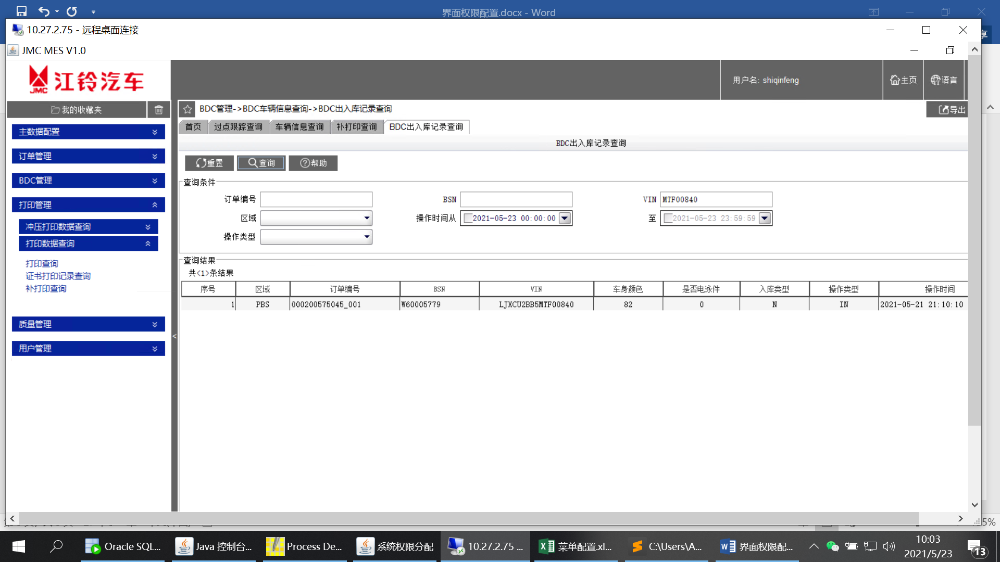 界面权限配置.docx - Word
10.27.2.75 - 远程桌面连接
享
JMC MES V1.0
JMC 江铃汽车
用户名: shiqinfeng
主页
语言
我的收藏夹
BDC管理->BDC车辆信息查询->BDC出入库记录查询
导出
首页 过点跟踪查询 车辆信息查询 补打印查询 BDC出入库记录查询
BDC出入库记录查询
重置 查询 帮助
主数据配置
订单管理
BDC管理
打印管理
冲压打印数据查询
打印数据查询
打印查询
证书打印记录查询
补打印查询
质量管理
用户管理
<
查询条件
订单编号 BSN VIN MTF00840
区域 操作时间从 2021-05-23 00:00:00 至 2021-05-23 23:59:59
操作类型
查询结果
共<1>条结果
序号 区域 订单编号 BSN VIN 车身颜色 是否电泳件 入库类型 操作类型 操作时间
1 PBS 000200575045_001 W60005779 LJXCU2BB5MTF00840 82 0 N IN 2021-05-21 21:10:10
5%
Oracle SQL... Java 控制台... Process De... 系统权限分配 10.27.2.75 ... 菜单配置.xl... C:\Users\A... 界面权限配...
10:03
2021/5/23
13